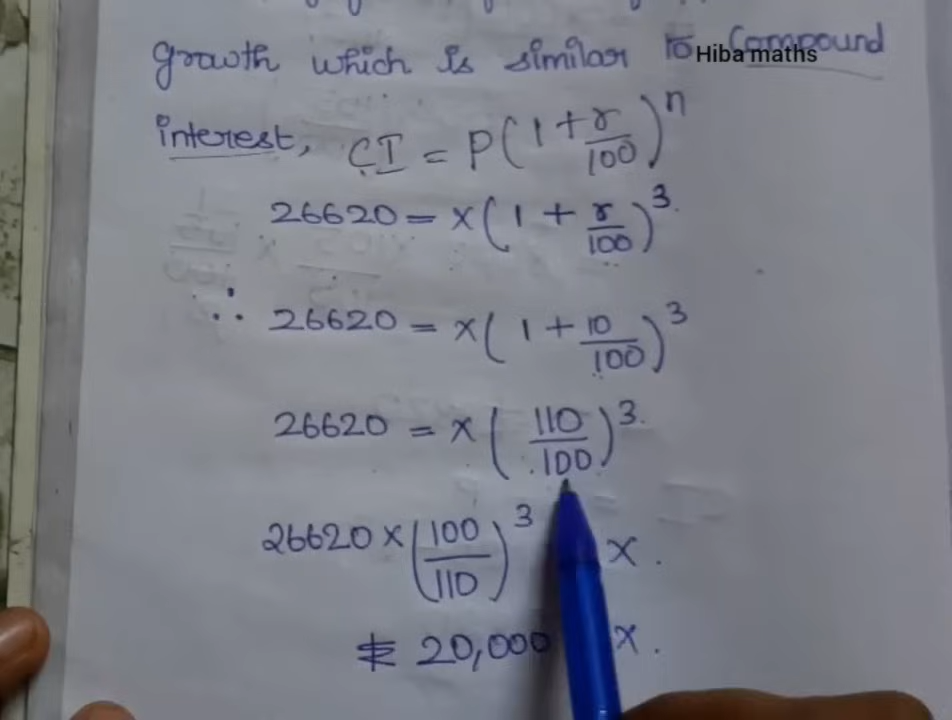 growth which is similar to Compound
Hiba maths
interest, CI = P(1 + r/100)^n
26620 = x(1 + r/100)^3.
∴ 26620 = x(1 + 10/100)^3
26620 = x(110/100)^3.
26620 x (100/110)^3 x.
₹ 20,000 x.